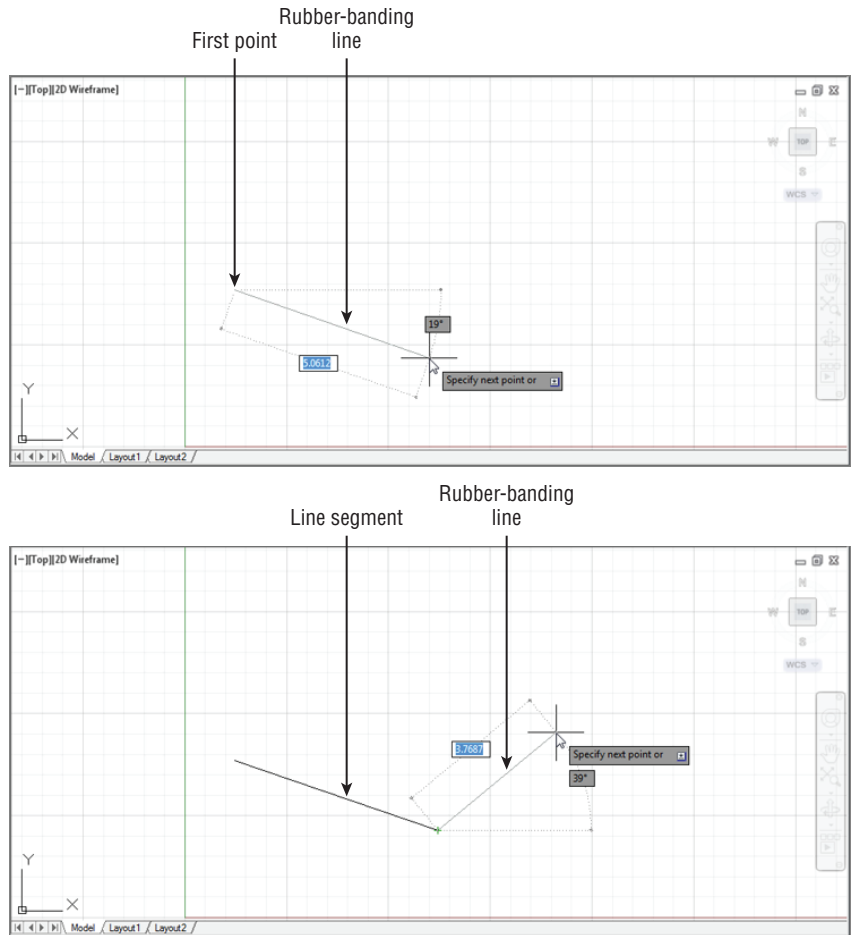 Rubber-banding
First point line
[−][Top][2D Wireframe]
N
W TOP E
S
WCS
19°
5.0612
Specify next point or
Y
X
Model Layout1 Layout2
Rubber-banding
Line segment line
[−][Top][2D Wireframe]
N
W TOP E
S
WCS
3.7687
Specify next point or
39°
Y
X
Model Layout1 Layout2